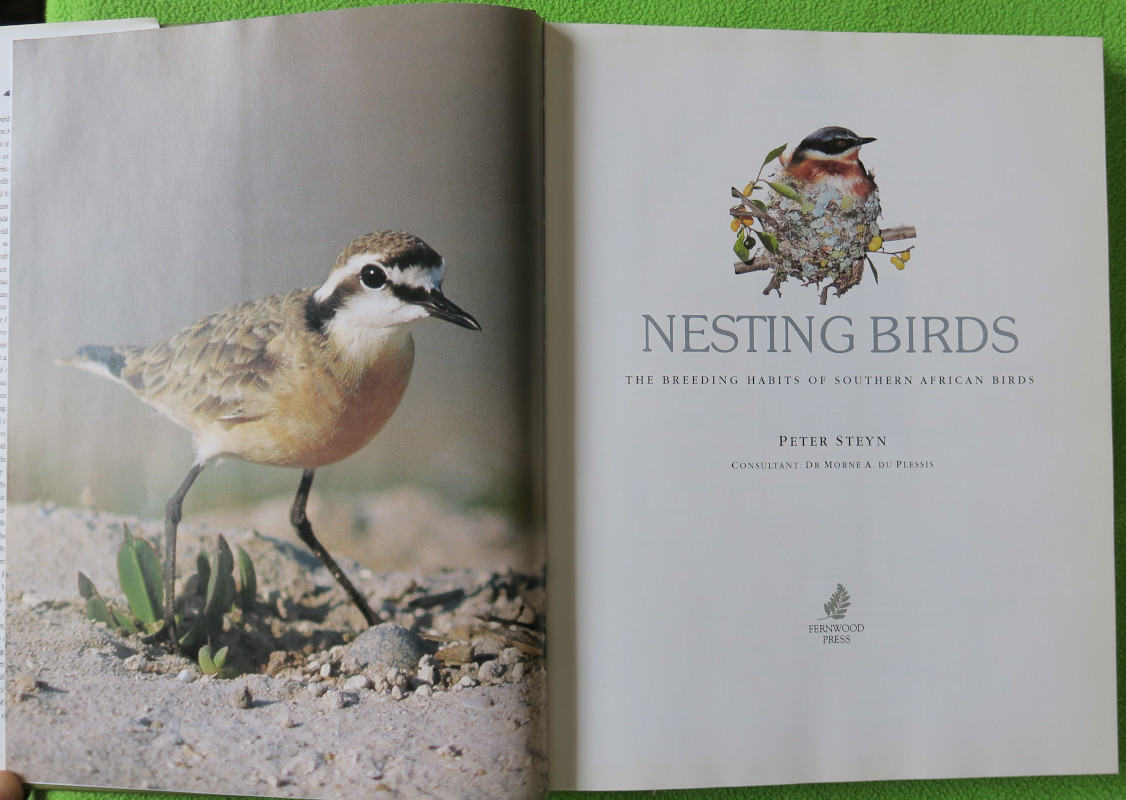 NESTING BIRDS
THE BREEDING HABITS OF SOUTHERN AFRICAN BIRDS
PETER STEYN
CONSULTANT: DR MORNÉ A. DU PLESSIS
FERNWOOD
PRESS